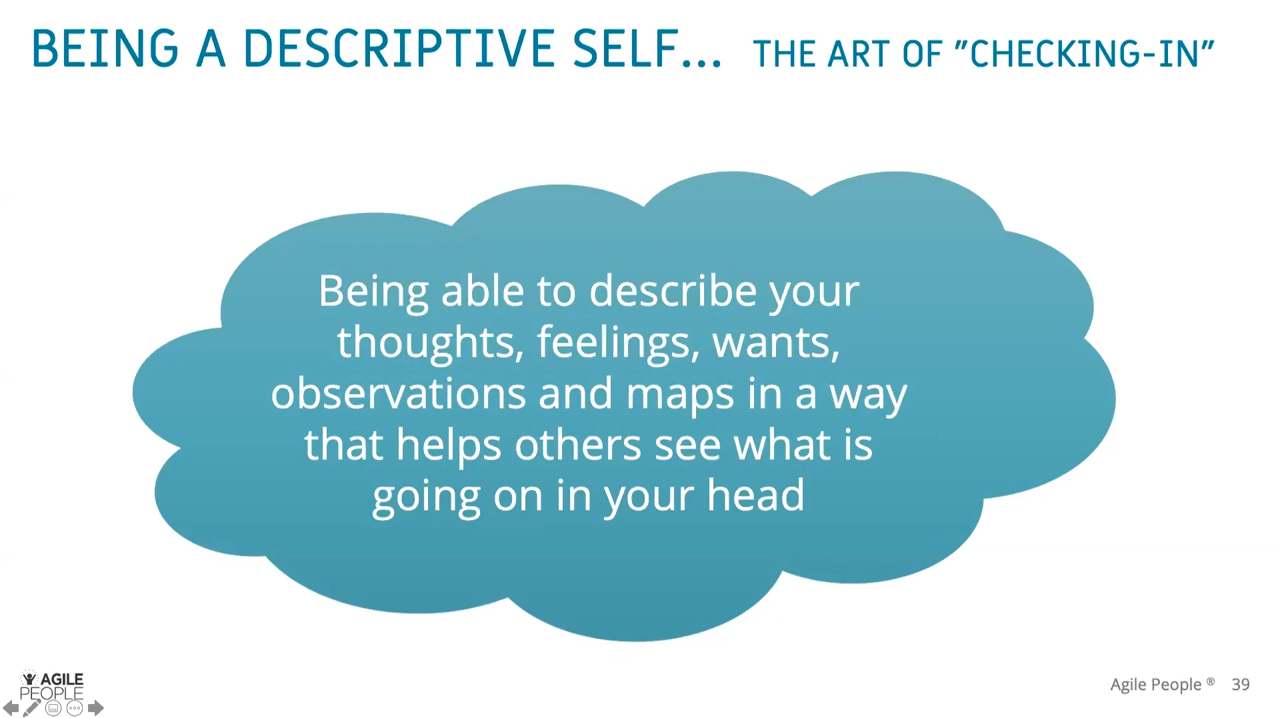 BEING A DESCRIPTIVE SELF... THE ART OF ”CHECKING-IN”
Being able to describe your
thoughts, feelings, wants,
observations and maps in a way
that helps others see what is
going on in your head
AGILE
PEOPLE
Agile People ® 39